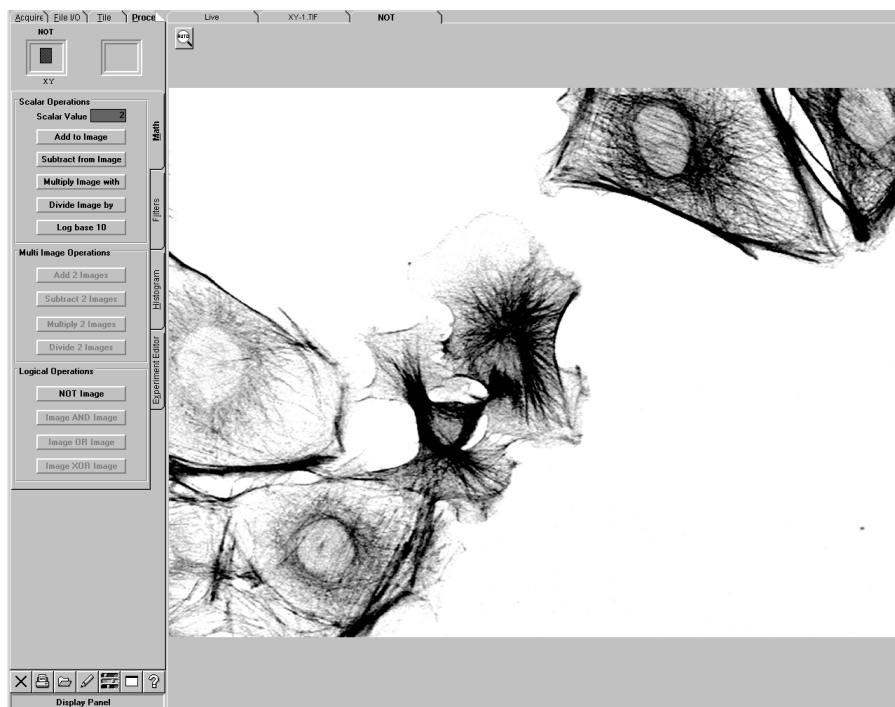 Acquire File I/O Tile Proce Live XY-1.TIF NOT
NOT
AUTO
XY
Scalar Operations
Scalar Value 2
Add to Image
Subtract from Image
Multiply Image with
Divide Image by
Log base 10
Multi Image Operations
Add 2 Images
Subtract 2 Images
Multiply 2 Images
Divide 2 Images
Logical Operations
NOT Image
Image AND Image
Image OR Image
Image XOR Image
Math
Filters
Histogram
Experiment Editor
?
Display Panel